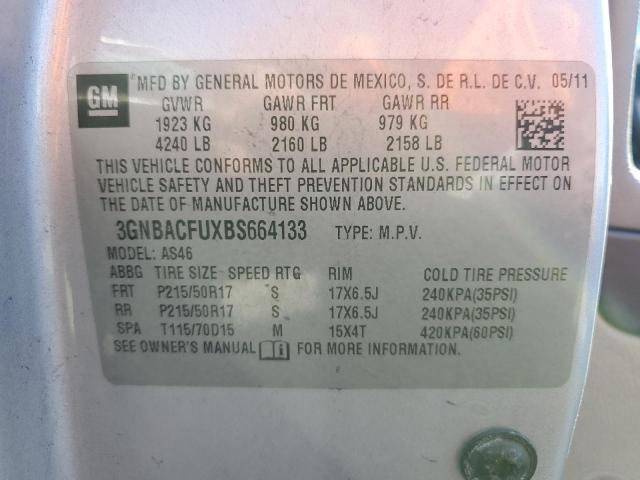 GM
MFD BY GENERAL MOTORS DE MEXICO, S. DE R.L. DE C.V. 05/11
GVWR GAWR FRT GAWR RR
1923 KG 980 KG 979 KG
4240 LB 2160 LB 2158 LB
THIS VEHICLE CONFORMS TO ALL APPLICABLE U.S. FEDERAL MOTOR
VEHICLE SAFETY AND THEFT PREVENTION STANDARDS IN EFFECT ON
THE DATE OF MANUFACTURE SHOWN ABOVE.
3GNBACFUXBS664133 TYPE: M.P.V.
MODEL: AS46
ABBG TIRE SIZE SPEED RTG RIM COLD TIRE PRESSURE
FRT P215/50R17 S 17X6.5J 240KPA(35PSI)
RR P215/50R17 S 17X6.5J 240KPA(35PSI)
SPA T115/70D15 M 15X4T 420KPA(60PSI)
SEE OWNER'S MANUAL FOR MORE INFORMATION.